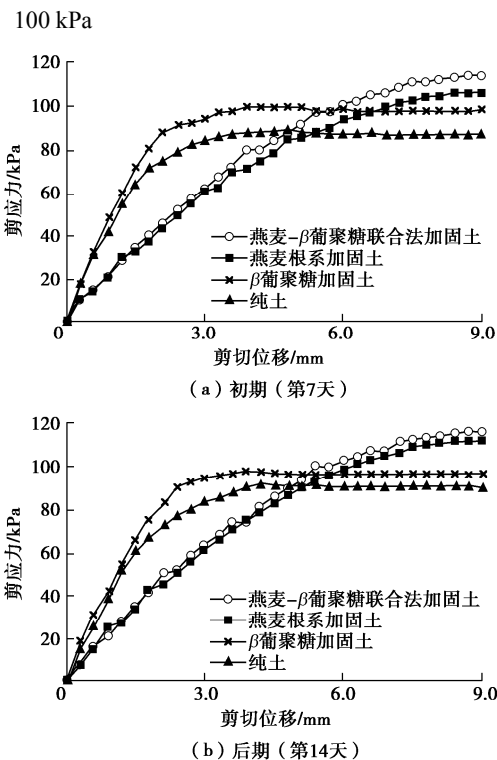 100 kPa
120
100
80
60
40
20
0
3.0
6.0
9.0
剪应力/kPa
燕麦-β葡聚糖联合法加固土
燕麦根系加固土
β葡聚糖加固土
纯土
剪切位移/mm
（a）初期（第7天）
120
100
80
60
40
20
0
3.0
6.0
9.0
剪应力/kPa
燕麦-β葡聚糖联合法加固土
燕麦根系加固土
β葡聚糖加固土
纯土
剪切位移/mm
（b）后期（第14天）